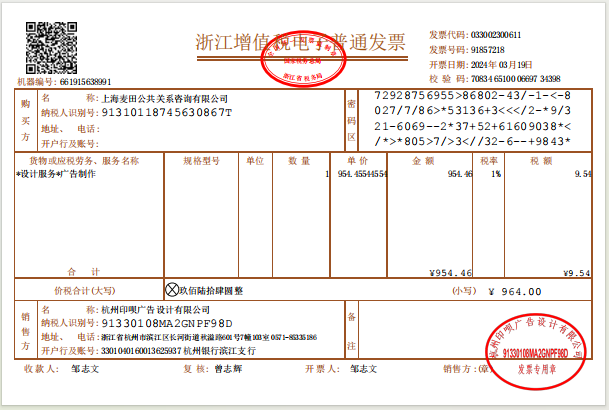 浙江增值税电子普通发票
国家税务总局
浙江省税务局
发票代码: 033002300611
发票号码: 91857218
开票日期: 2024年03月19日
校 验 码: 70834 65100 06697 34398
机器编号: 661915638991
购买方
名 称: 上海麦田公共关系咨询有限公司
纳税人识别号: 91310118745630867T
地址、 电话:
开户行及账号:
密码区
72928756955>86802-43/-1-<-8
027/7/86>*53136+3<<</2-*9/3
21-6069--2*37+52+61609038*<
/*>*805>7/>3<//32-6--+9843*
货物或应税劳务、服务名称 规格型号 单位 数 量 单 价 金 额 税率 税 额
*设计服务*广告制作 1 954.45544554 954.46 1% 9.54
合 计 ¥954.46 ¥9.54
价税合计(大写) 玖佰陆拾肆圆整 (小写) ¥ 964.00
销售方
名 称: 杭州印呗广告设计有限公司
纳税人识别号: 91330108MA2GNPF98D
地址、 电话: 浙江省杭州市滨江区长河街道秋溢路601号7幢103室 0571-85335186
开户行及账号: 3301040160013625937 杭州银行滨江支行
备注
杭州印呗广告设计有限公司
91330108MA2GNPF98D
发票专用章
收 款 人: 邹志文 复 核: 曾志辉 开 票 人: 邹志文 销 售 方: (章)